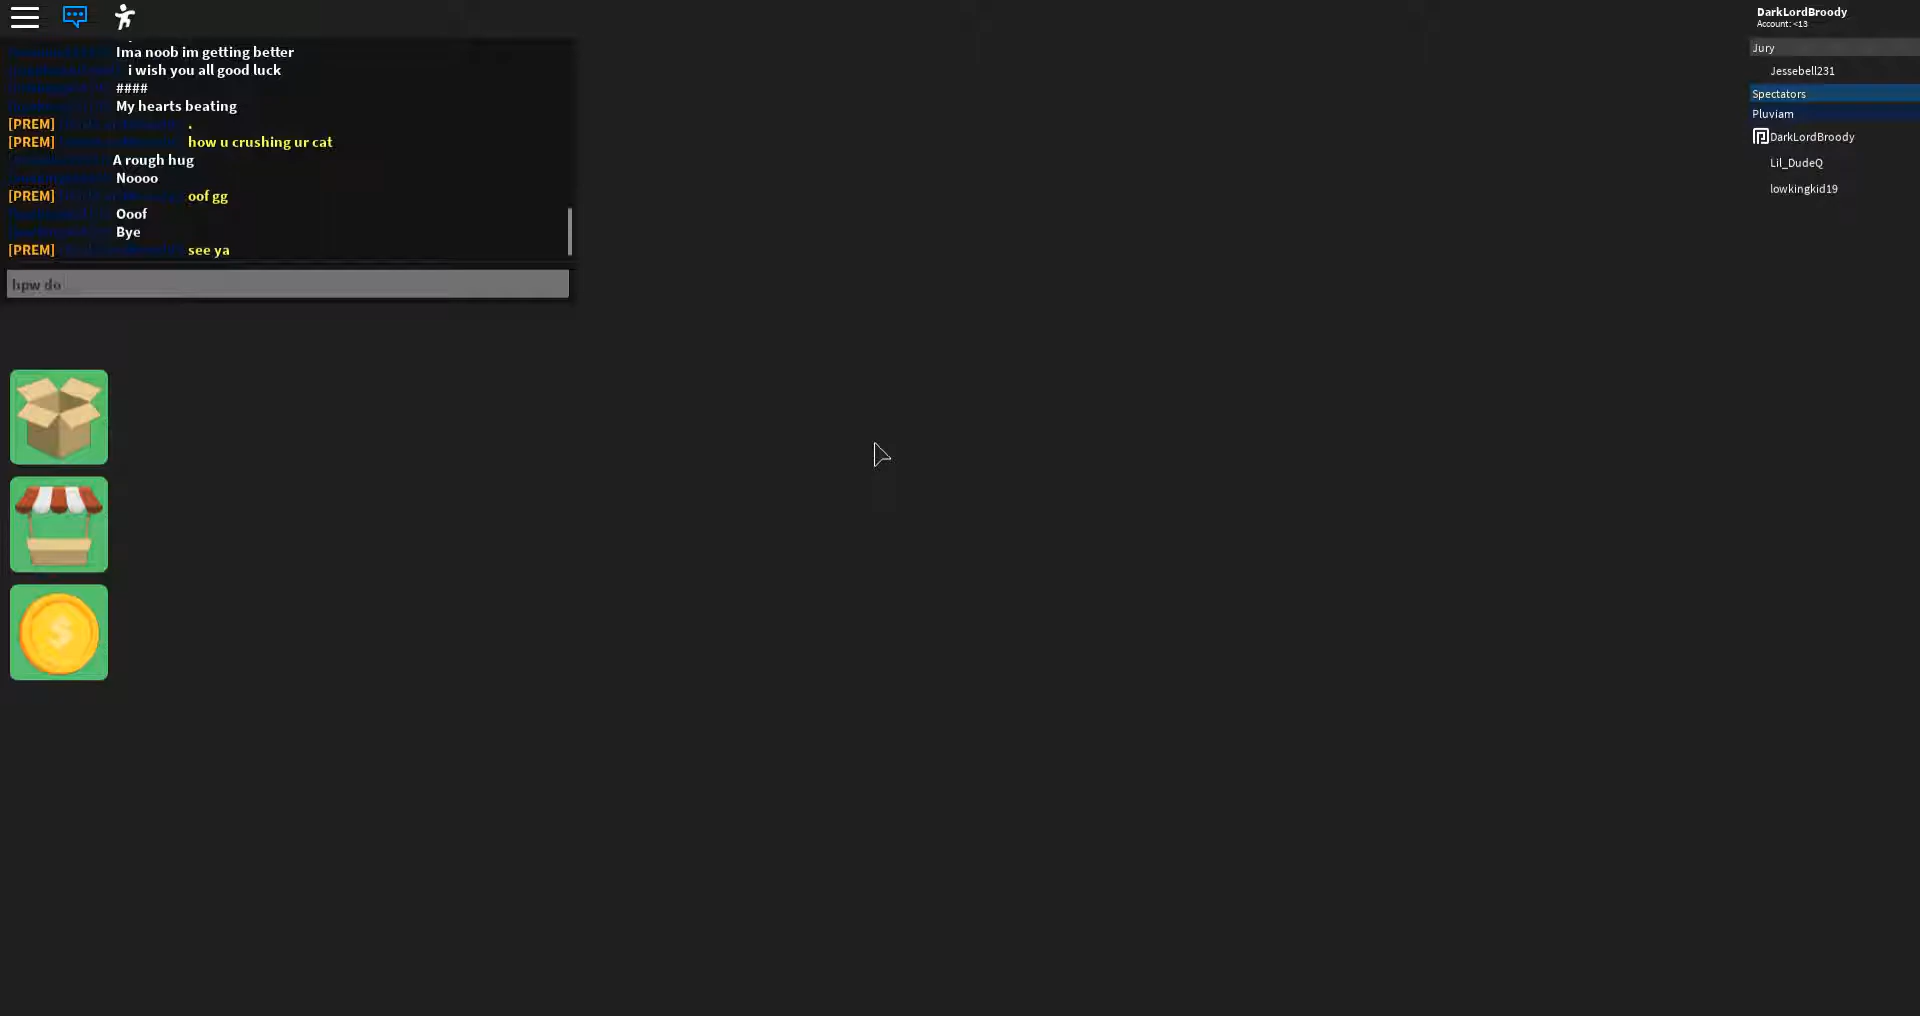 Ima noob im getting better
i wish you all good luck
####
My hearts beating
[PREM] .
[PREM] how u crushing ur cat
A rough hug
Noooo
[PREM] oof gg
Ooof
Bye
[PREM] see ya
hpw do
DarkLordBroody
Account: <13
Jury
Jessebell231
Spectators
Pluviam
DarkLordBroody
Lil_DudeQ
lowkingkid19